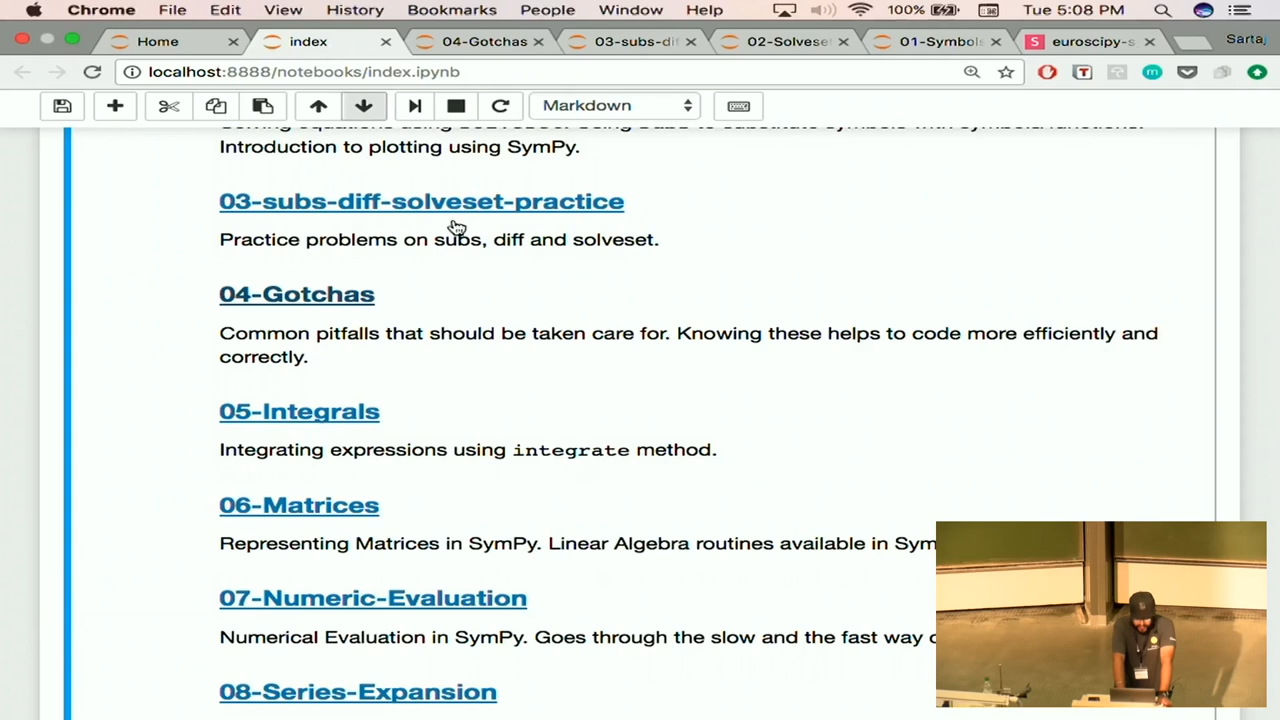 Chrome File Edit View History Bookmarks People Window Help 100% Tue 5:08 PM
Home index 04-Gotchas 03-subs-dif 02-Solveset 01-Symbols euroscipy-s Sartaj
localhost:8888/notebooks/index.ipynb
Markdown
Introduction to plotting using SymPy.
03-subs-diff-solveset-practice
Practice problems on subs, diff and solveset.
04-Gotchas
Common pitfalls that should be taken care for. Knowing these helps to code more efficiently and
correctly.
05-Integrals
Integrating expressions using integrate method.
06-Matrices
Representing Matrices in SymPy. Linear Algebra routines available in Sym
07-Numeric-Evaluation
Numerical Evaluation in SymPy. Goes through the slow and the fast way
08-Series-Expansion